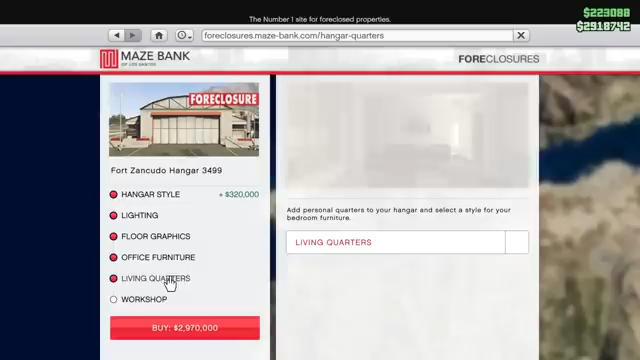 The Number 1 site for foreclosed properties.
$223088
$2918742
foreclosures.maze-bank.com/hangar-quarters
MAZE BANK
OF LOS SANTOS
FORECLOSURES
FORECLOSURE
Fort Zancudo Hangar 3499
HANGAR STYLE + $320,000
LIGHTING
FLOOR GRAPHICS
OFFICE FURNITURE
LIVING QUARTERS
WORKSHOP
BUY: $2,970,000
Add personal quarters to your hangar and select a style for your
bedroom furniture.
LIVING QUARTERS